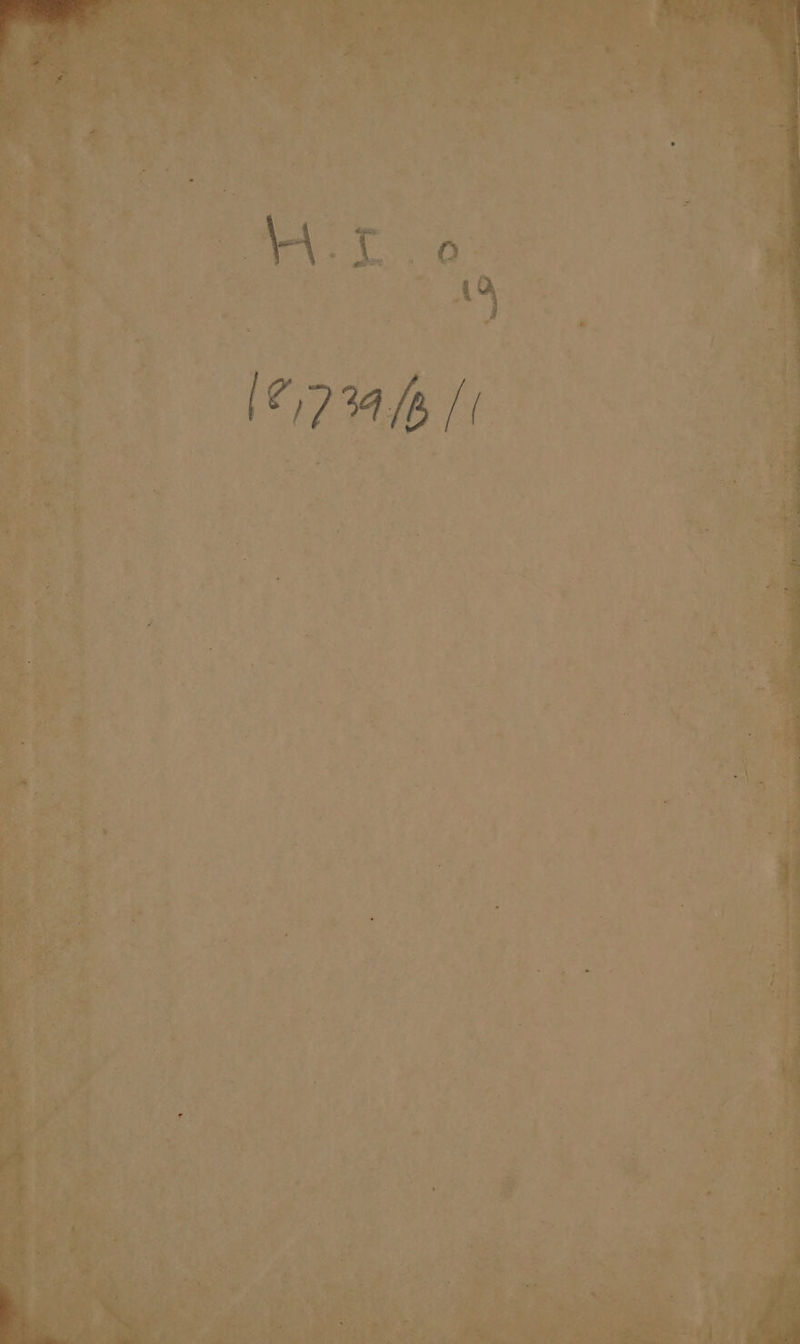 H. I. o
19
18,739/B/1